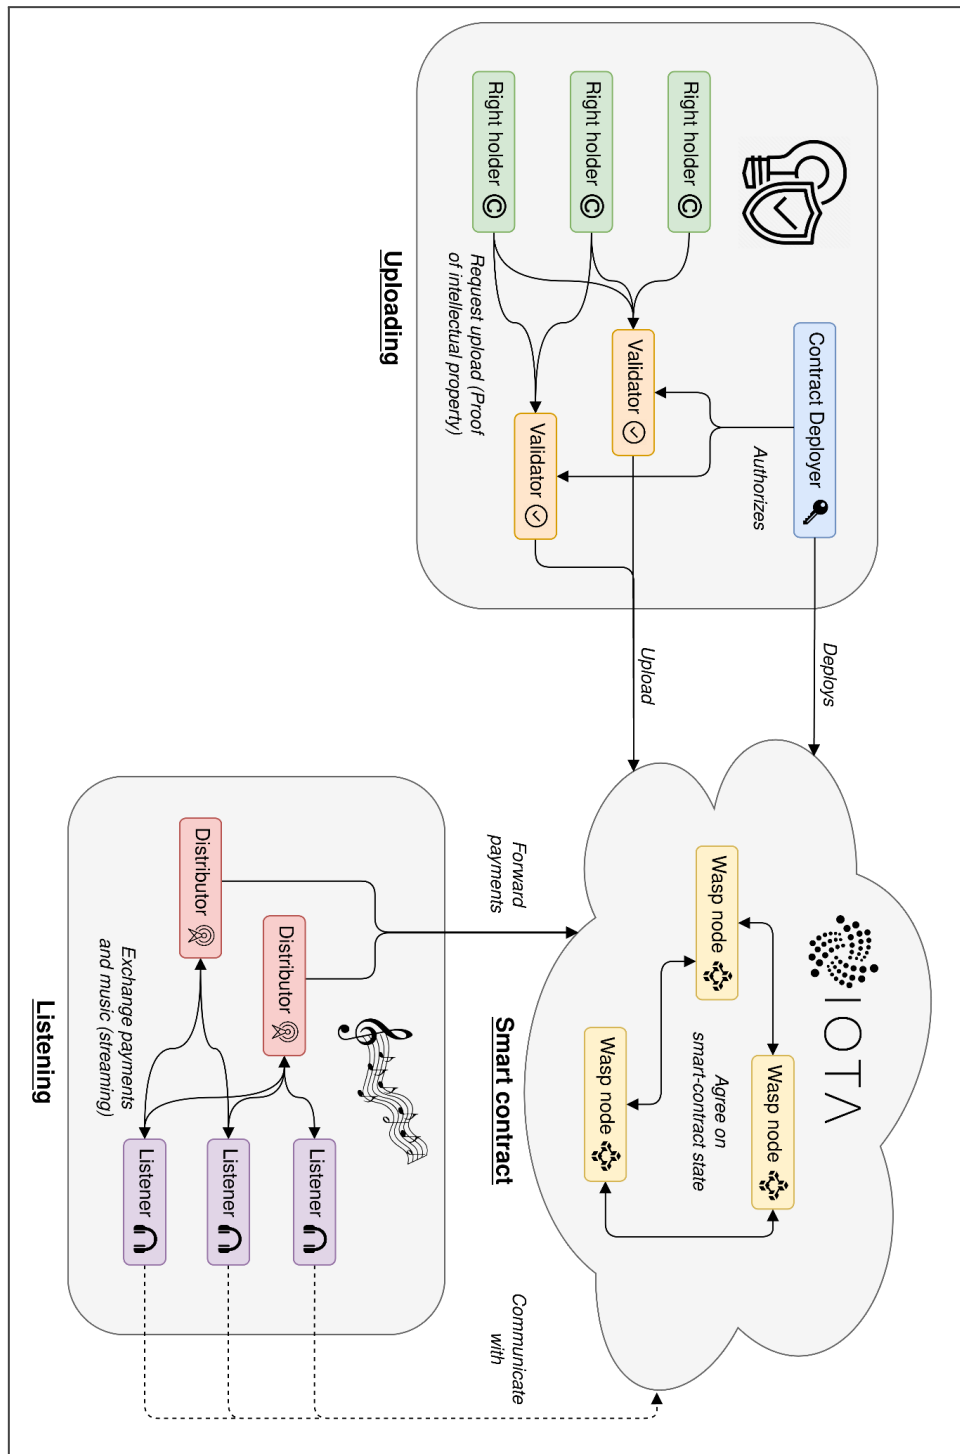 Contract Deployer
Authorizes
Right holder
Right holder
Right holder
Validator
Validator
Request upload (Proof
of intellectual property)
Uploading
Deploys
Upload
IOTA
Wasp node
Wasp node
Wasp node
Agree on
smart-contract state
Smart contract
Forward
payments
Communicate
with
Distributor
Distributor
Listener
Listener
Listener
Exchange payments
and music (streaming)
Listening